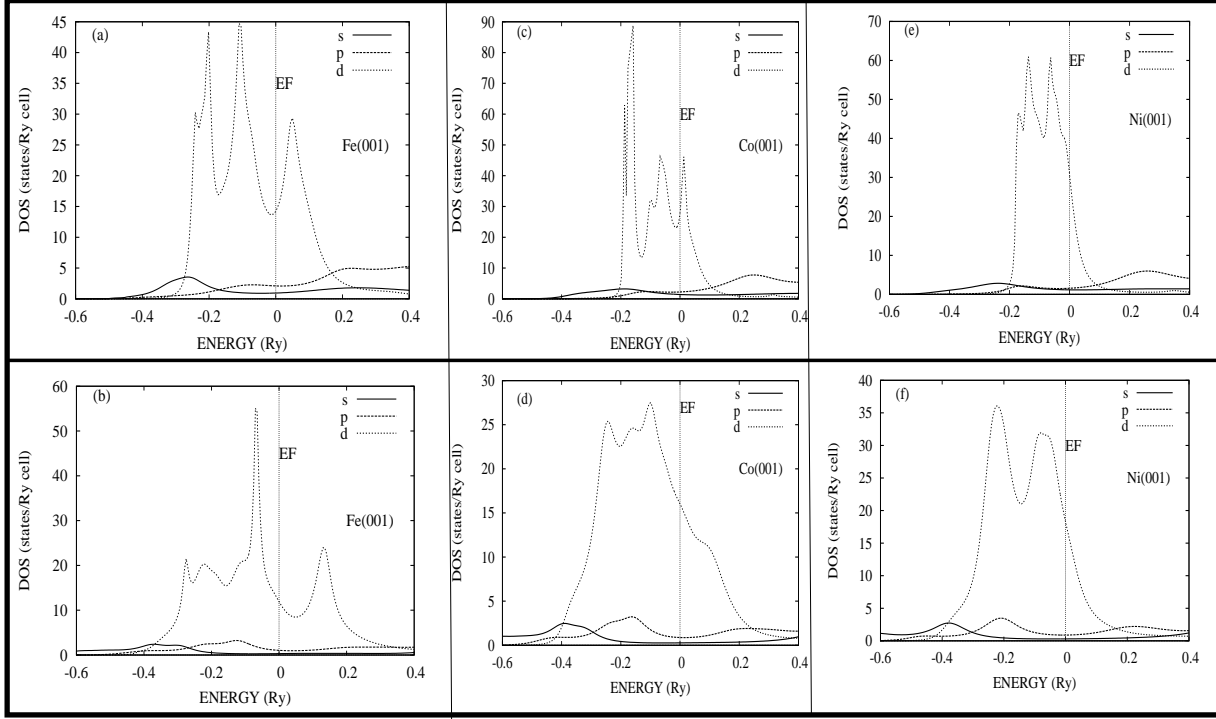 (a)
s
p
d
EF
Fe(001)
45
40
35
30
25
20
15
10
5
0
DOS (states/Ry cell)
-0.6 -0.4 -0.2 0 0.2 0.4
ENERGY (Ry)
(c)
s
p
d
EF
Co(001)
90
80
70
60
50
40
30
20
10
0
DOS (states/Ry cell)
-0.6 -0.4 -0.2 0 0.2 0.4
ENERGY (Ry)
(e)
s
p
d
EF
Ni(001)
70
60
50
40
30
20
10
0
DOS (states/Ry cell)
-0.6 -0.4 -0.2 0 0.2 0.4
ENERGY (Ry)
(b)
s
p
d
EF
Fe(001)
60
50
40
30
20
10
0
DOS (states/Ry cell)
-0.6 -0.4 -0.2 0 0.2 0.4
ENERGY (Ry)
(d)
s
p
d
EF
Co(001)
30
25
20
15
10
5
0
DOS (states/Ry cell)
-0.6 -0.4 -0.2 0 0.2 0.4
ENERGY (Ry)
(f)
s
p
d
EF
Ni(001)
40
35
30
25
20
15
10
5
0
DOS (states/Ry cell)
-0.6 -0.4 -0.2 0 0.2 0.4
ENERGY (Ry)